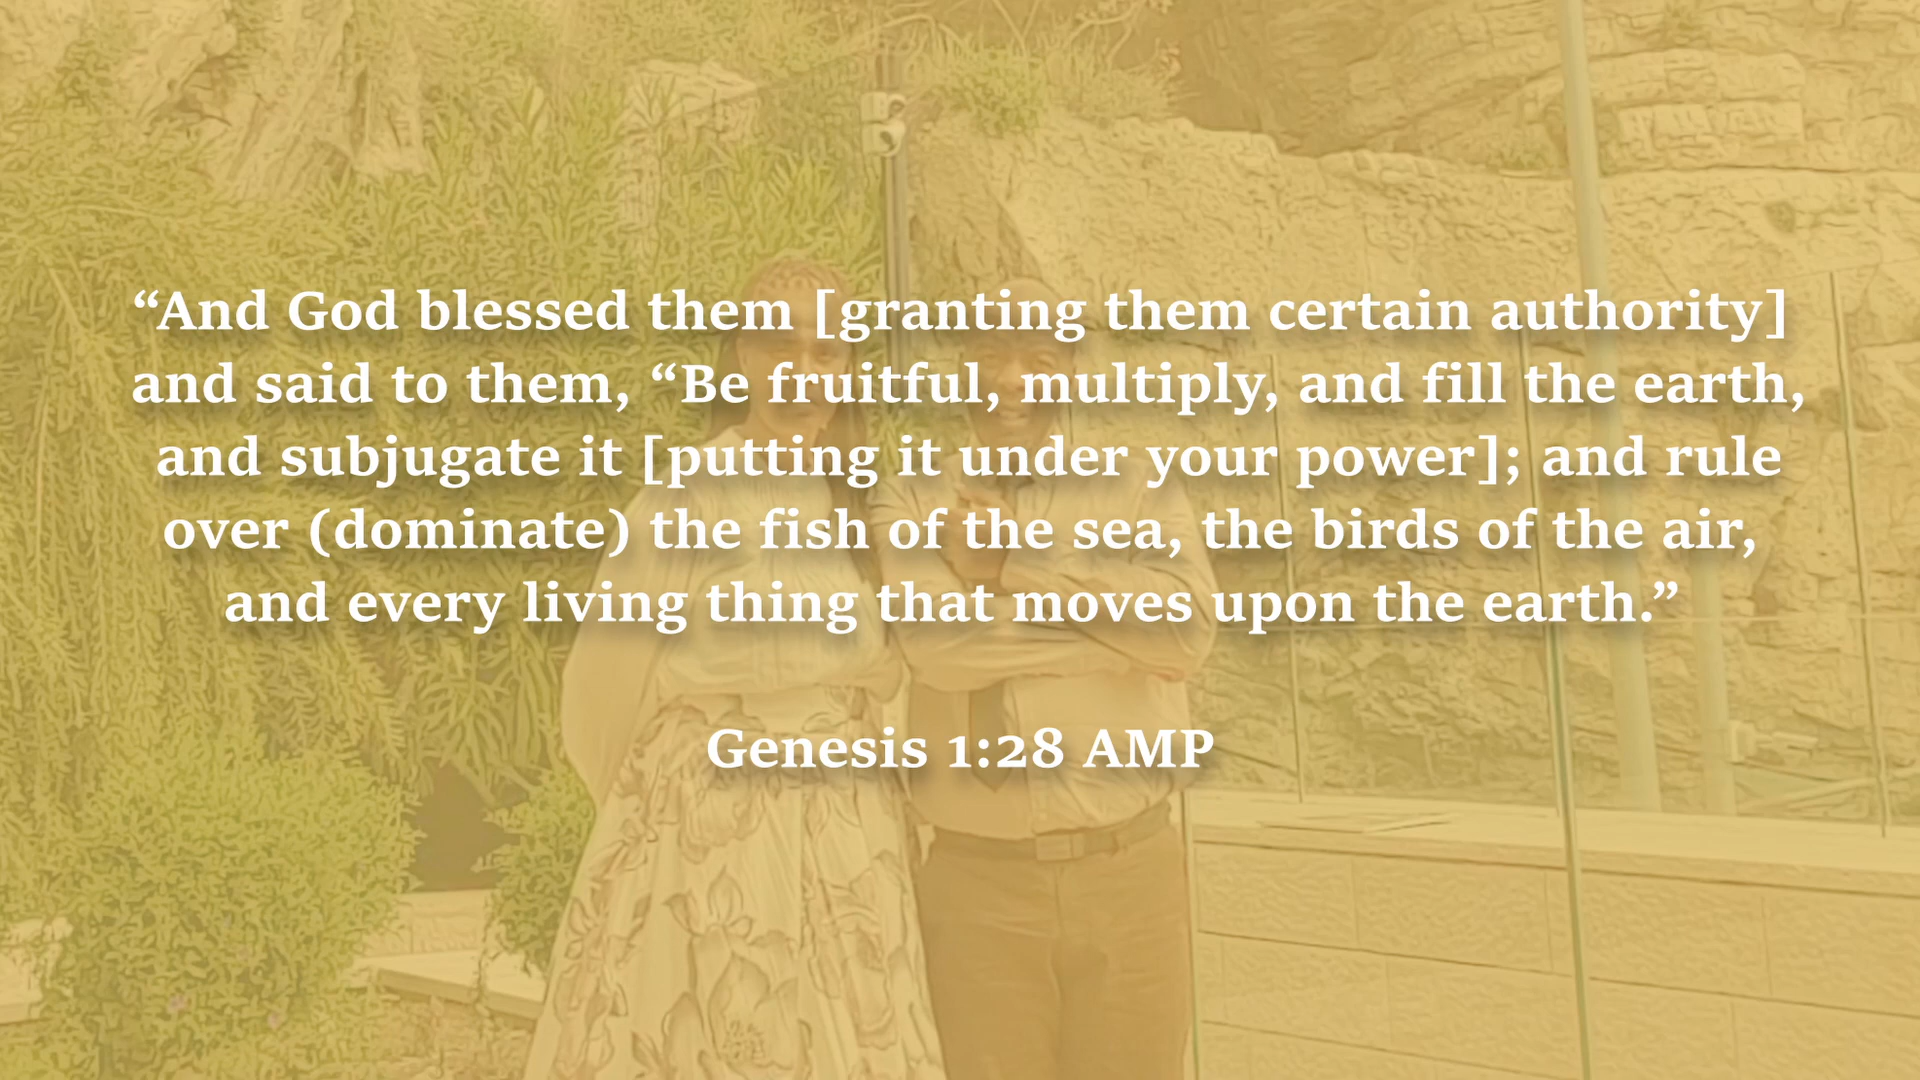 “And God blessed them [granting them certain authority]
and said to them, “Be fruitful, multiply, and fill the earth,
and subjugate it [putting it under your power]; and rule
over (dominate) the fish of the sea, the birds of the air,
and every living thing that moves upon the earth.”
Genesis 1:28 AMP